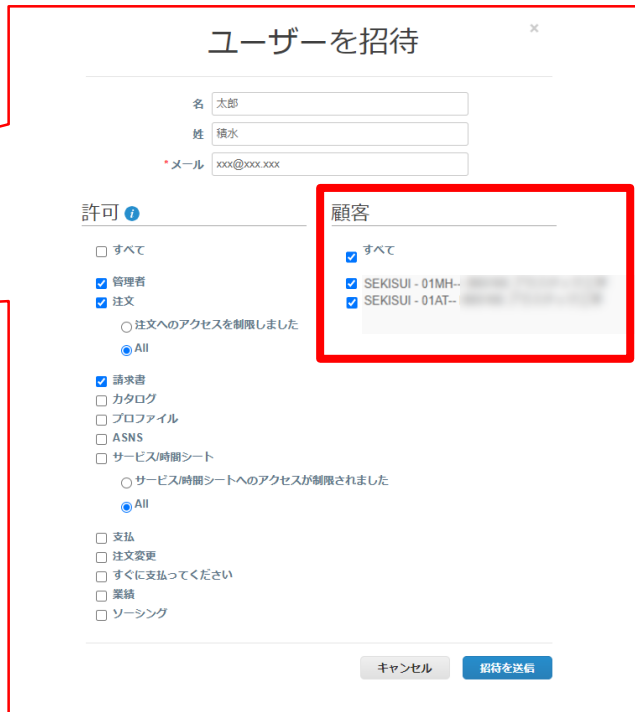 ユーザーを招待
×
名 太郎
姓 積水
*メール xxx@xxx.xxx
許可 i
すべて
管理者
注文
注文へのアクセスを制限しました
All
請求書
カタログ
プロファイル
ASNS
サービス/時間シート
サービス/時間シートへのアクセスが制限されました
All
支払
注文変更
すぐに支払ってください
業績
ソーシング
顧客
すべて
SEKISUI - 01MH--
SEKISUI - 01AT--
キャンセル 招待を送信